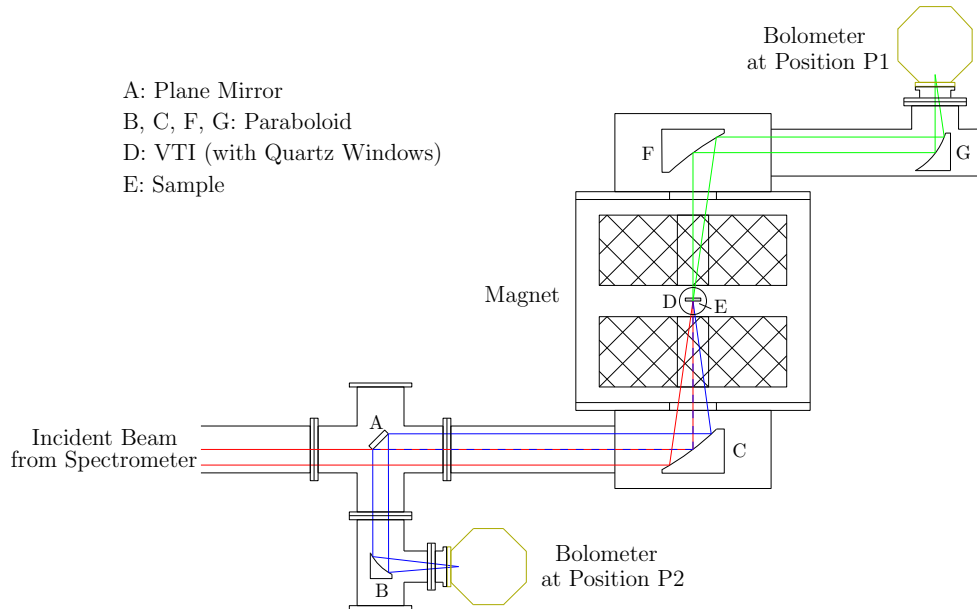 Bolometer
at Position P1
A: Plane Mirror
B, C, F, G: Paraboloid
D: VTI (with Quartz Windows)
E: Sample
F
G
Magnet
D
E
A
Incident Beam
from Spectrometer
C
B
Bolometer
at Position P2